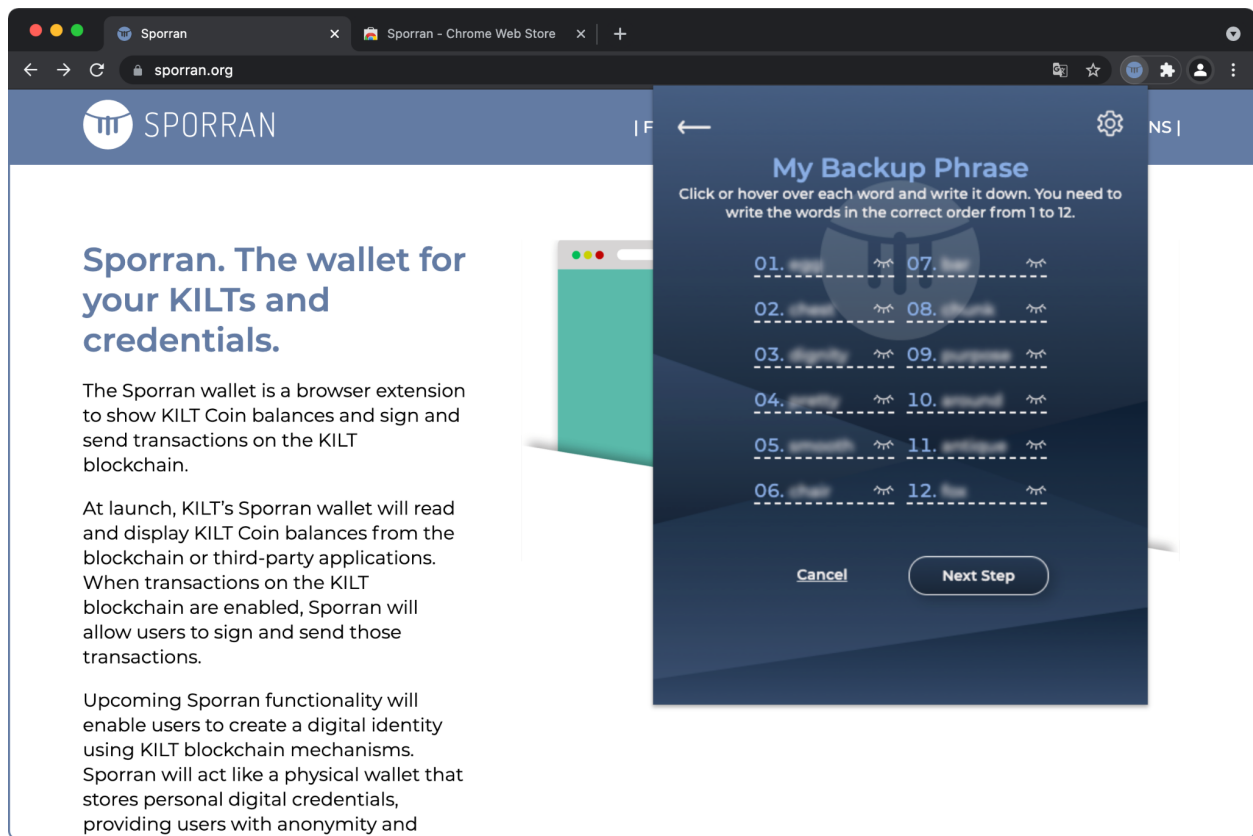 Sporran
Sporran - Chrome Web Store
sporran.org
SPORRAN
| F
NS |
Sporran. The wallet for
your KILTs and
credentials.
The Sporran wallet is a browser extension
to show KILT Coin balances and sign and
send transactions on the KILT
blockchain.
At launch, KILT’s Sporran wallet will read
and display KILT Coin balances from the
blockchain or third-party applications.
When transactions on the KILT
blockchain are enabled, Sporran will
allow users to sign and send those
transactions.
Upcoming Sporran functionality will
enable users to create a digital identity
using KILT blockchain mechanisms.
Sporran will act like a physical wallet that
stores personal digital credentials,
providing users with anonymity and
My Backup Phrase
Click or hover over each word and write it down. You need to
write the words in the correct order from 1 to 12.
01. 07.
02. 08.
03. 09.
04. 10.
05. 11.
06. 12.
Cancel
Next Step